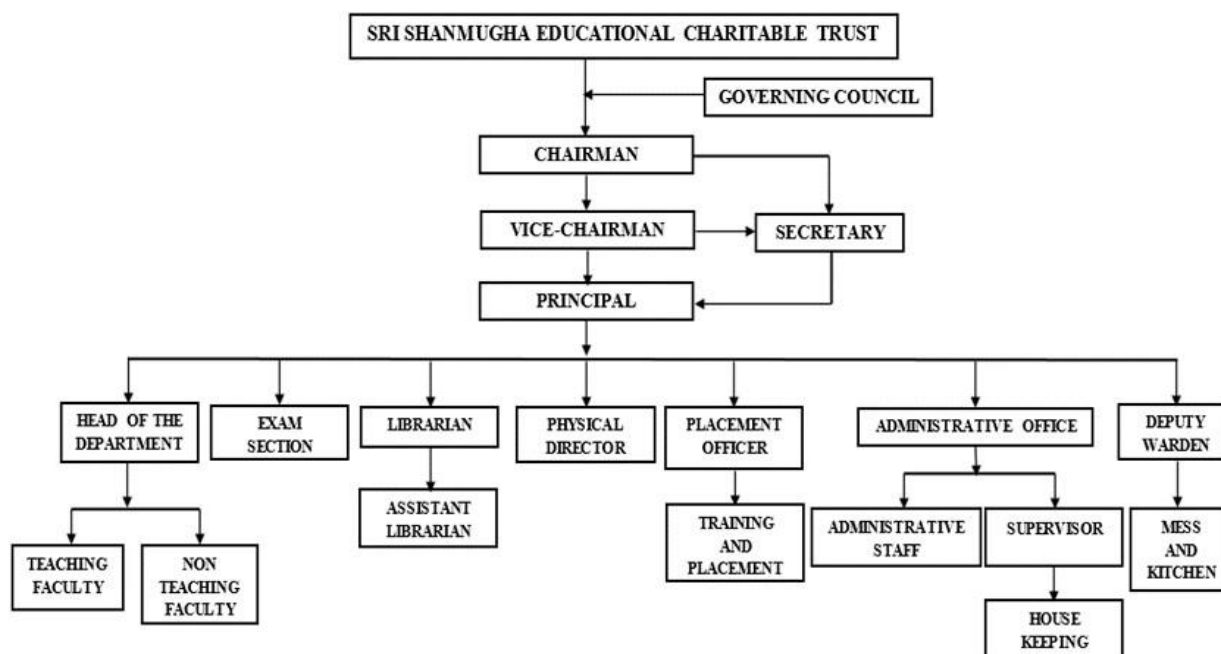 SRI SHANMUGHA EDUCATIONAL CHARITABLE TRUST
GOVERNING COUNCIL
CHAIRMAN
VICE-CHAIRMAN
SECRETARY
PRINCIPAL
HEAD OF THE
DEPARTMENT
EXAM
SECTION
LIBRARIAN
PHYSICAL
DIRECTOR
PLACEMENT
OFFICER
ADMINISTRATIVE OFFICE
DEPUTY
WARDEN
ASSISTANT
LIBRARIAN
TRAINING
AND
PLACEMENT
ADMINISTRATIVE
STAFF
SUPERVISOR
MESS
AND
KITCHEN
TEACHING
FACULTY
NON
TEACHING
FACULTY
HOUSE
KEEPING